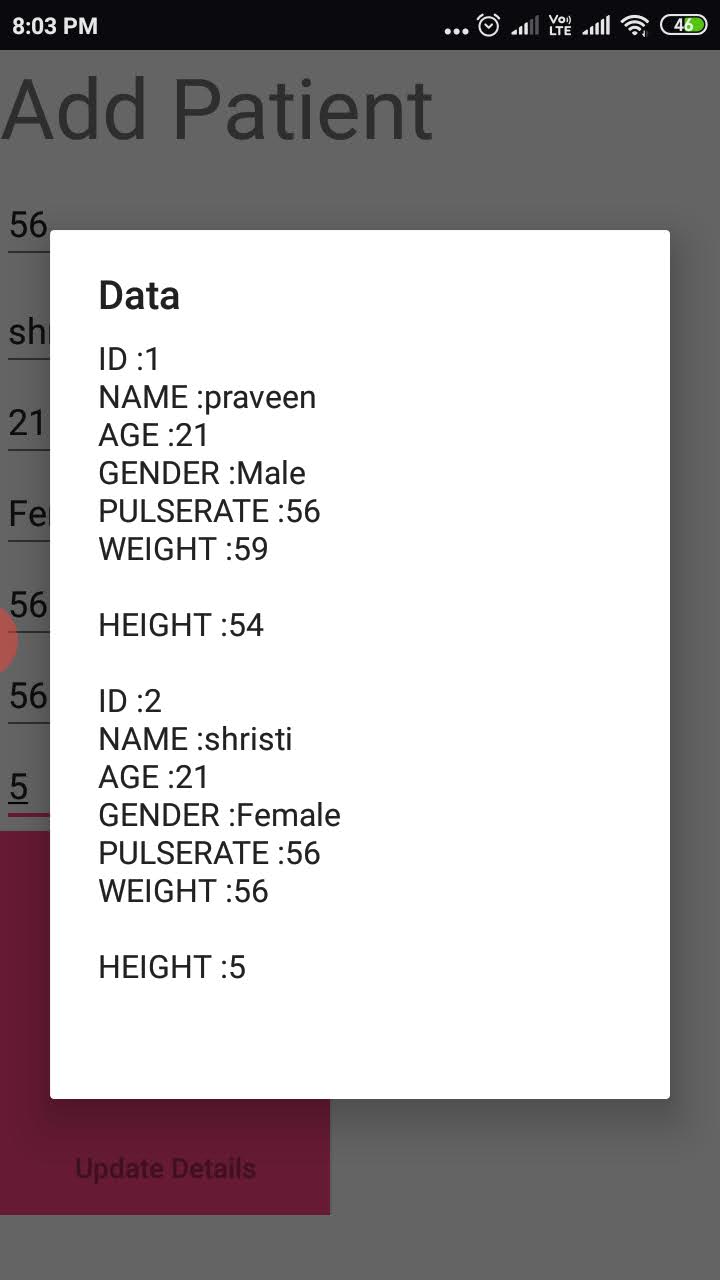 8:03 PM
Vo))
LTE
46
Add Patient
56
21
56
56
5
Data
ID :1
NAME :praveen
AGE :21
GENDER :Male
PULSERATE :56
WEIGHT :59
HEIGHT :54
ID :2
NAME :shristi
AGE :21
GENDER :Female
PULSERATE :56
WEIGHT :56
HEIGHT :5
Update Details